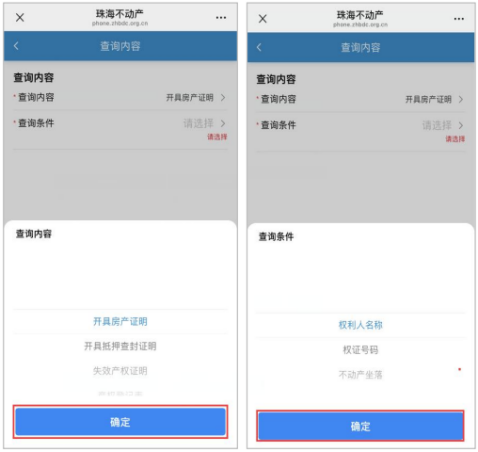 珠海不动产
phone.zhbdc.org.cn
查询内容
查询内容
*查询内容 开具房产证明
*查询条件 请选择
请选择
查询内容
开具房产证明
开具抵押查封证明
失效产权证明
确定
珠海不动产
phone.zhbdc.org.cn
查询内容
查询内容
*查询内容 开具房产证明
*查询条件 请选择
请选择
查询条件
权利人名称
权证号码
不动产坐落
确定